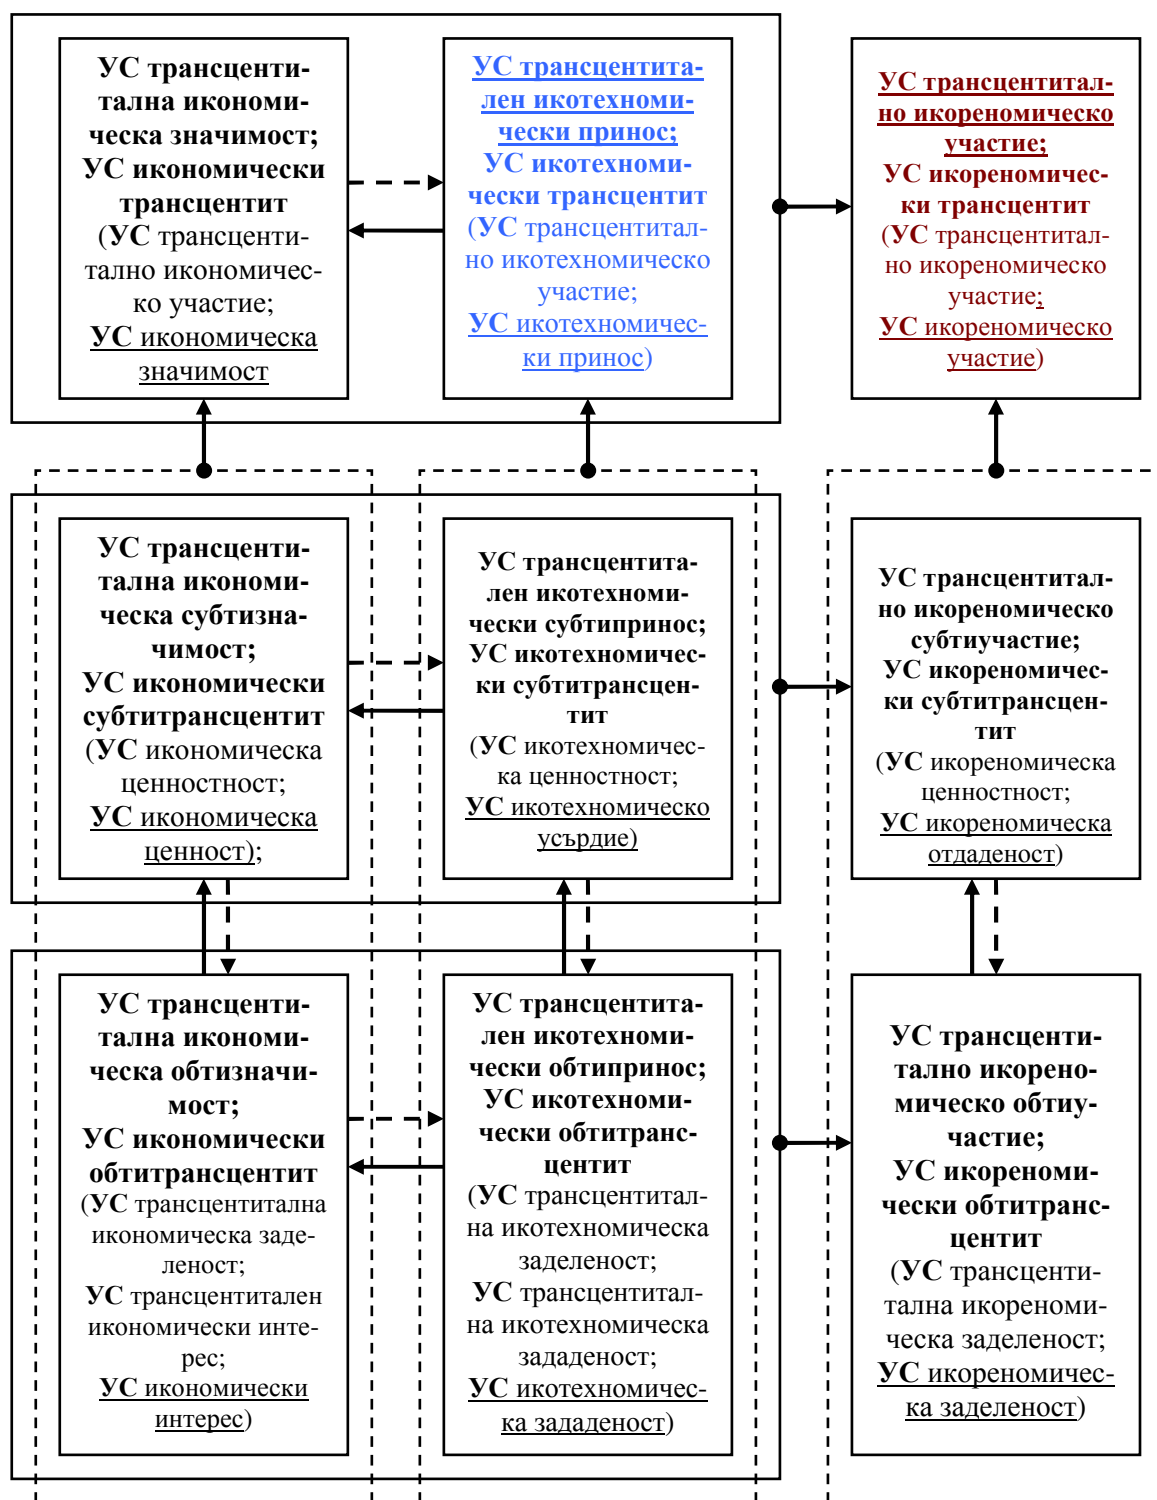 УС трансценти-
тална икономи-
ческа значимост;
УС икономически
трансцентит
(УС трансценти-
тално икономичес-
ко участие;
УС икономическа
значимост
УС трансцентита-
лен икотехноми-
чески принос;
УС икотехноми-
чески трансцентит
(УС трансцентитал-
но икотехномическо
участие;
УС икотехномичес-
ки принос)
УС трансцентитал-
но икореномическо
участие;
УС икореномичес-
ки трансцентит
(УС трансцентитал-
но икореномическо
участие;
УС икореномическо
участие)
УС трансценти-
тална икономи-
ческа субтизна-
чимост;
УС икономически
субтитрансцентит
(УС икономическа
ценностност;
УС икономическа
ценност);
УС трансцентита-
лен икотехноми-
чески субтипринос;
УС икотехномичес-
ки субтитрансцен-
тит
(УС икотехномичес-
ка ценностност;
УС икотехномическо
усърдие)
УС трансцентитал-
но икореномическо
субтиучастие;
УС икореномичес-
ки субтитрансцен-
тит
(УС икореномическа
ценностност;
УС икореномическа
отдаденост)
УС трансценти-
тална икономи-
ческа обтизначи-
мост;
УС икономически
обтитрансцентит
(УС трансцентитална
икономическа заде-
леност;
УС трансцентитален
икономически инте-
рес;
УС икономически
интерес)
УС трансцентита-
лен икотехноми-
чески обтипринос;
УС икотехноми-
чески обтитранс-
центит
(УС трансцентитал-
на икотехномическа
заделеност;
УС трансцентитал-
на икотехномическа
зададеност;
УС икотехномичес-
ка зададеност)
УС трансценти-
тално икорено-
мическо обтиу-
частие;
УС икореноми-
чески обтитранс-
центит
(УС трансценти-
тална икореноми-
ческа заделеност;
УС икореномичес-
ка заделеност)